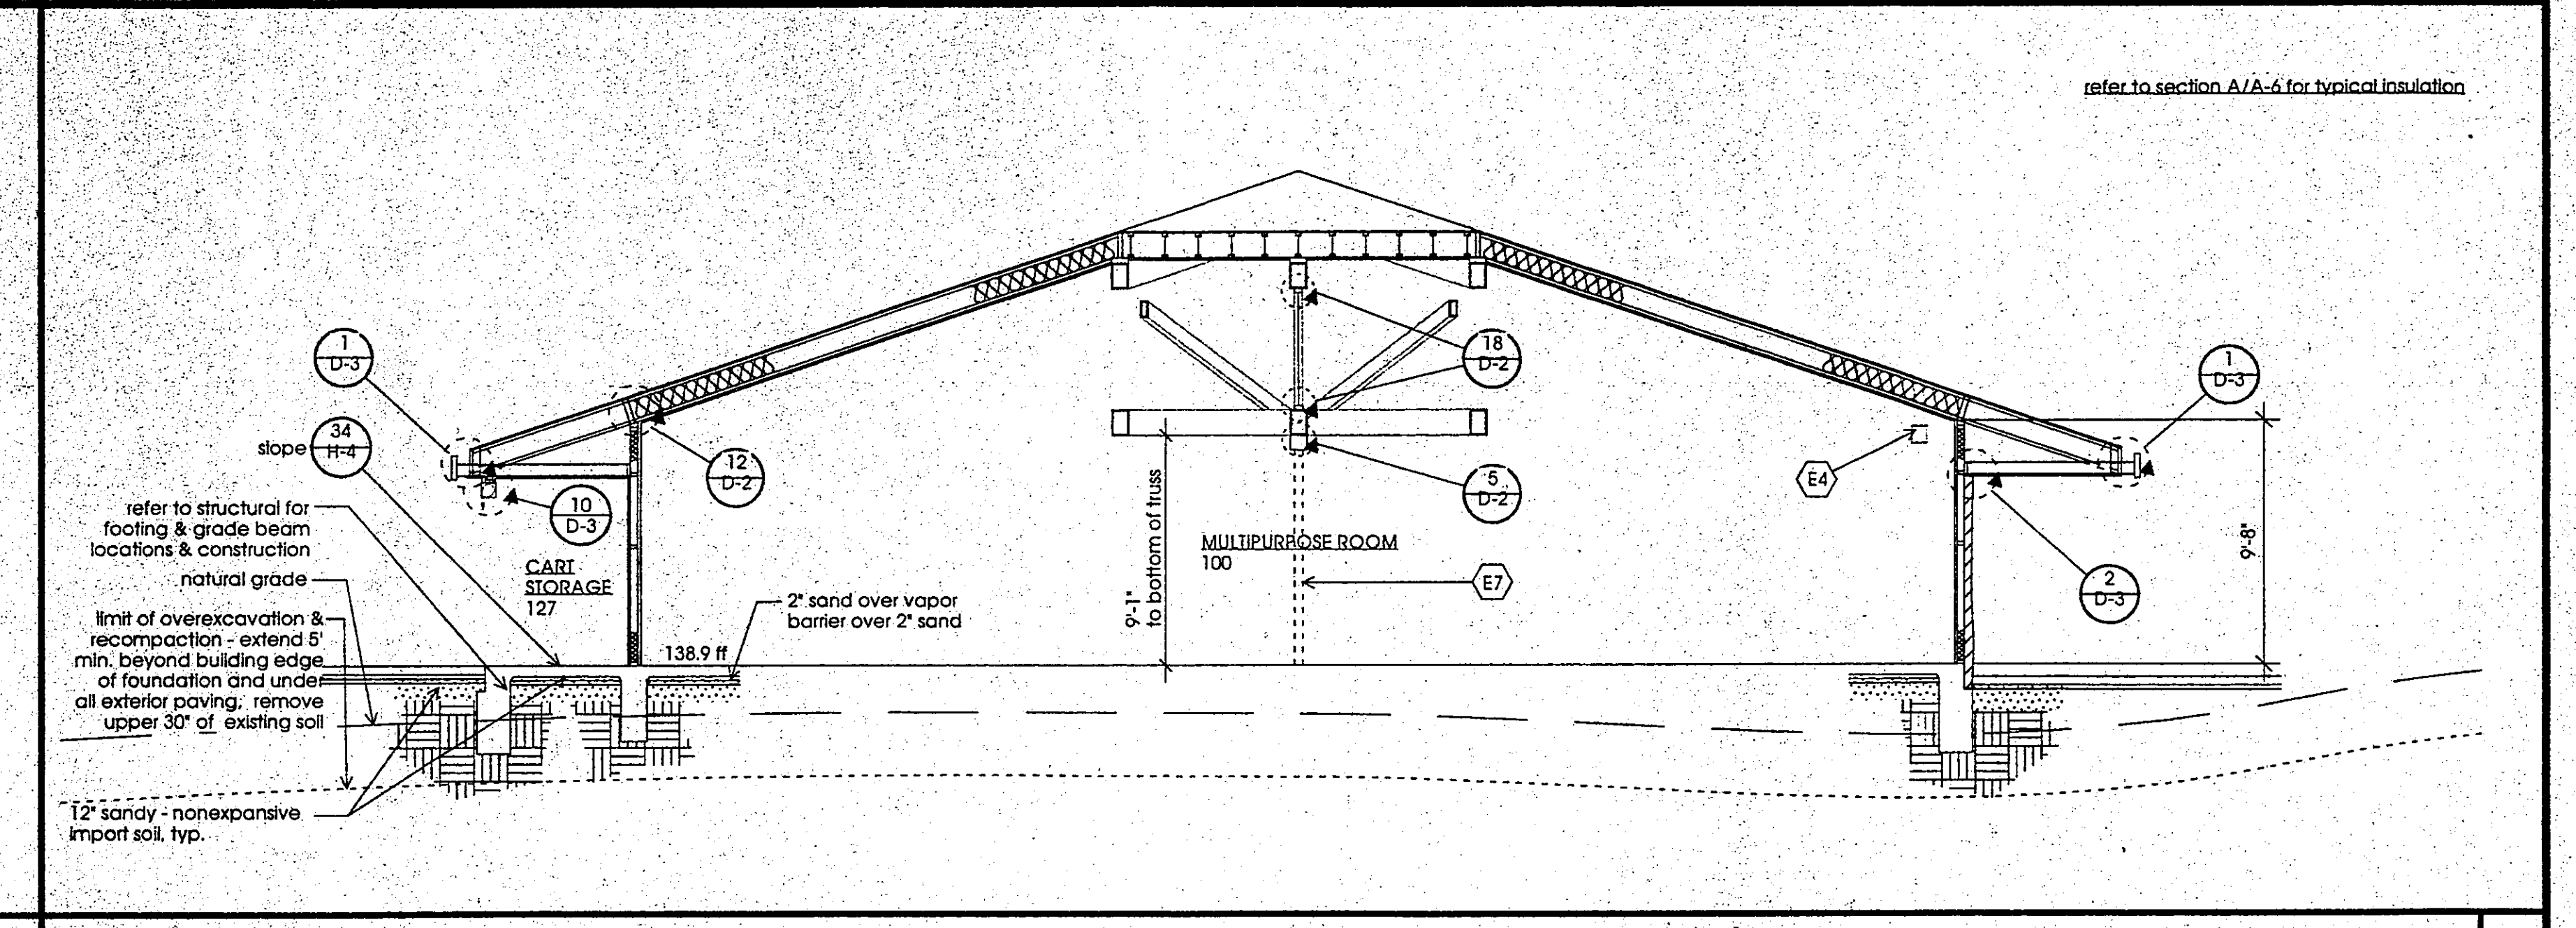 refer to section A/A-6 for typical insulation
1
D-3
34
H-4
slope
10
D-3
12
D-2
18
D-2
5
D-2
1
D-3
2
D-3
E4
E7
9'-8"
9'-1"
to bottom of truss
MULTIPURPOSE ROOM
100
CART
STORAGE
127
138.9 ff
2" sand over vapor
barrier over 2" sand
refer to structural for
footing & grade beam
locations & construction
natural grade
limit of overexcavation &
recompaction - extend 5'
min. beyond building edge
of foundation and under
all exterior paving; remove
upper 30" of existing soil
12" sandy - nonexpansive
import soil, typ.